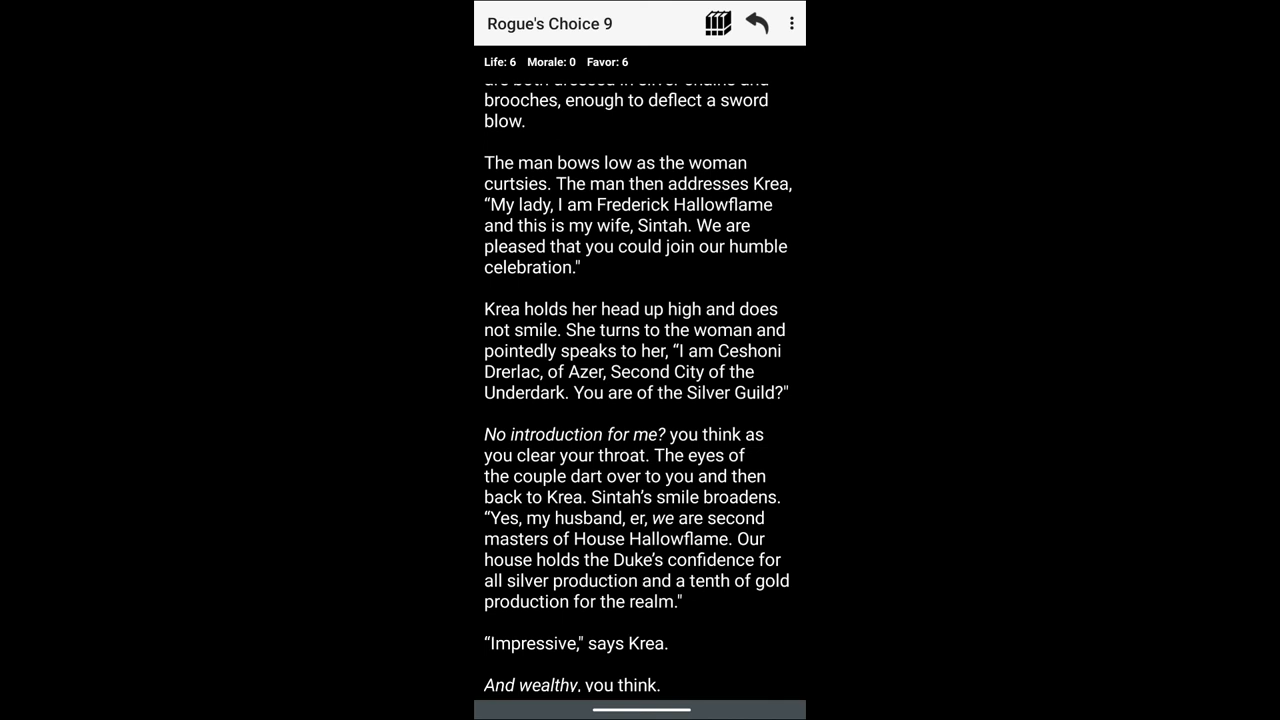 Rogue's Choice 9
Life: 6 Morale: 0 Favor: 6
are both dressed in silver chains and
brooches, enough to deflect a sword
blow.
The man bows low as the woman
curtsies. The man then addresses Krea,
“My lady, I am Frederick Hallowflame
and this is my wife, Sintah. We are
pleased that you could join our humble
celebration."
Krea holds her head up high and does
not smile. She turns to the woman and
pointedly speaks to her, “I am Ceshoni
Drerlac, of Azer, Second City of the
Underdark. You are of the Silver Guild?"
No introduction for me? you think as
you clear your throat. The eyes of
the couple dart over to you and then
back to Krea. Sintah’s smile broadens.
“Yes, my husband, er, we are second
masters of House Hallowflame. Our
house holds the Duke’s confidence for
all silver production and a tenth of gold
production for the realm."
“Impressive," says Krea.
And wealthy, you think.